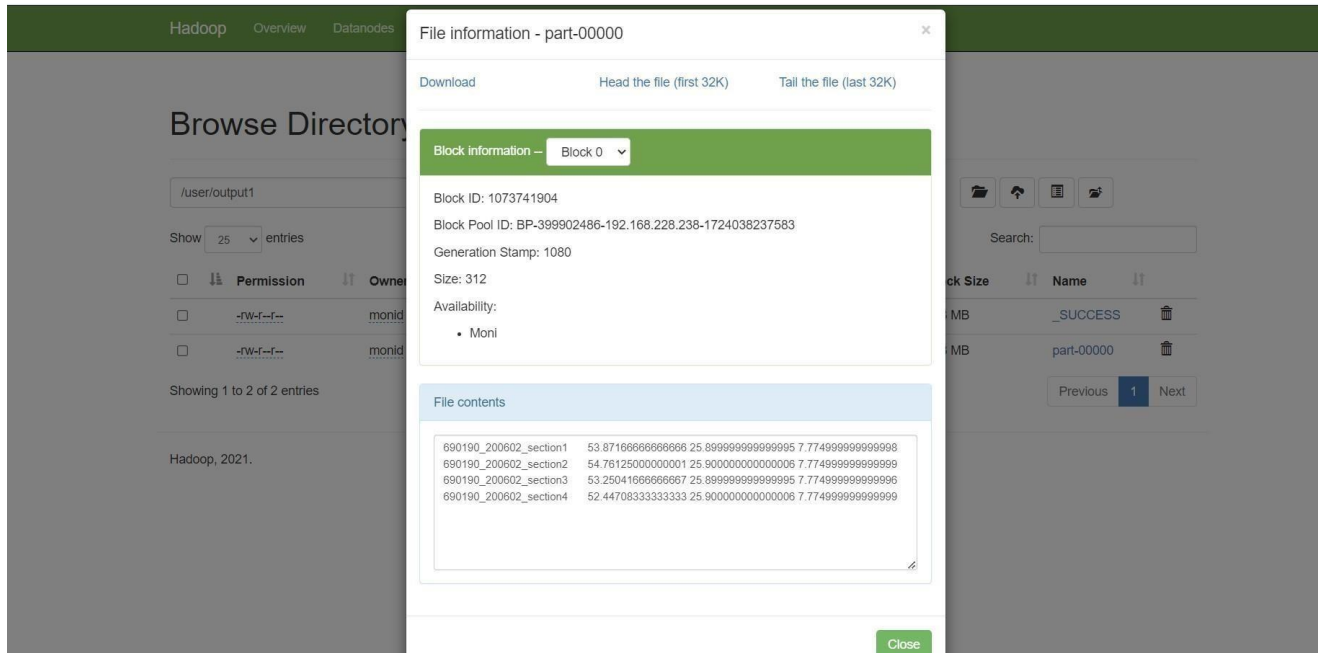 Hadoop Overview Datanodes
File information - part-00000 ×
Download Head the file (first 32K) Tail the file (last 32K)
Browse Directory
Block information -- Block 0
/user/output1
Block ID: 1073741904
Block Pool ID: BP-399902486-192.168.228.238-1724038237583
Show 25 entries Search:
Generation Stamp: 1080
Permission Owner Size: 312 ck Size Name
Availability:
-rw-r--r-- monid MB _SUCCESS
• Moni
-rw-r--r-- monid MB part-00000
Showing 1 to 2 of 2 entries Previous 1 Next
File contents
690190_200602_section1 53.87166666666666 25.899999999999995 7.774999999999998
690190_200602_section2 54.76125000000001 25.900000000000006 7.774999999999999
690190_200602_section3 53.25041666666667 25.899999999999995 7.774999999999996
690190_200602_section4 52.44708333333333 25.900000000000006 7.774999999999999
Hadoop, 2021.
Close